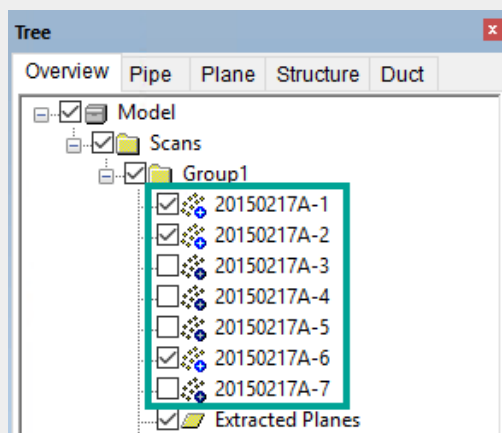 Tree
Overview Pipe Plane Structure Duct
Model
Scans
Group1
20150217A-1
20150217A-2
20150217A-3
20150217A-4
20150217A-5
20150217A-6
20150217A-7
Extracted Planes